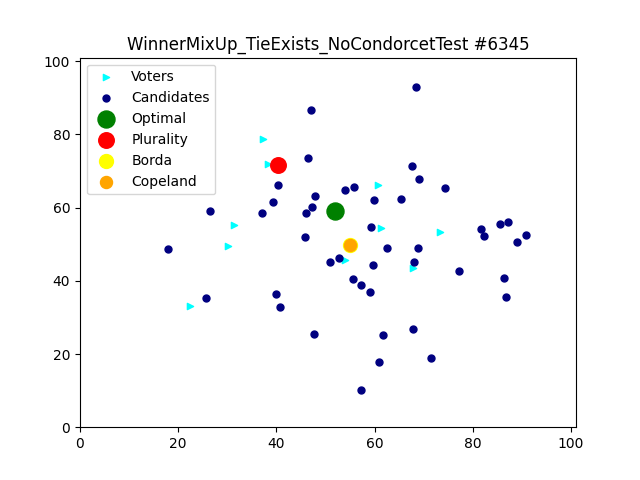 WinnerMixUp_TieExists_NoCondorcetTest #6345
Voters
Candidates
Optimal
Plurality
Borda
Copeland
100
80
60
40
20
0
0 20 40 60 80 100